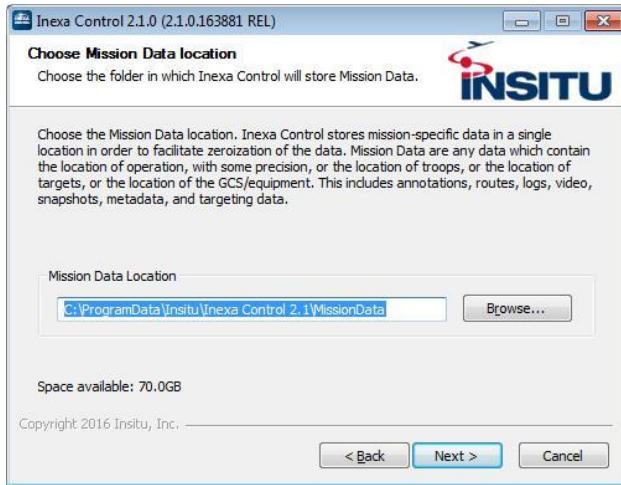 Inexa Control 2.1.0 (2.1.0.163881 REL)
Choose Mission Data location
Choose the folder in which Inexa Control will store Mission Data.
INSITU
Choose the Mission Data location. Inexa Control stores mission-specific data in a single
location in order to facilitate zeroization of the data. Mission Data are any data which contain
the location of operation, with some precision, or the location of troops, or the location of
targets, or the location of the GCS/equipment. This includes annotations, routes, logs, video,
snapshots, metadata, and targeting data.
Mission Data Location
C:\ProgramData\Insitu\Inexa Control 2.1\MissionData
Browse...
Space available: 70.0GB
Copyright 2016 Insitu, Inc.
< Back
Next >
Cancel